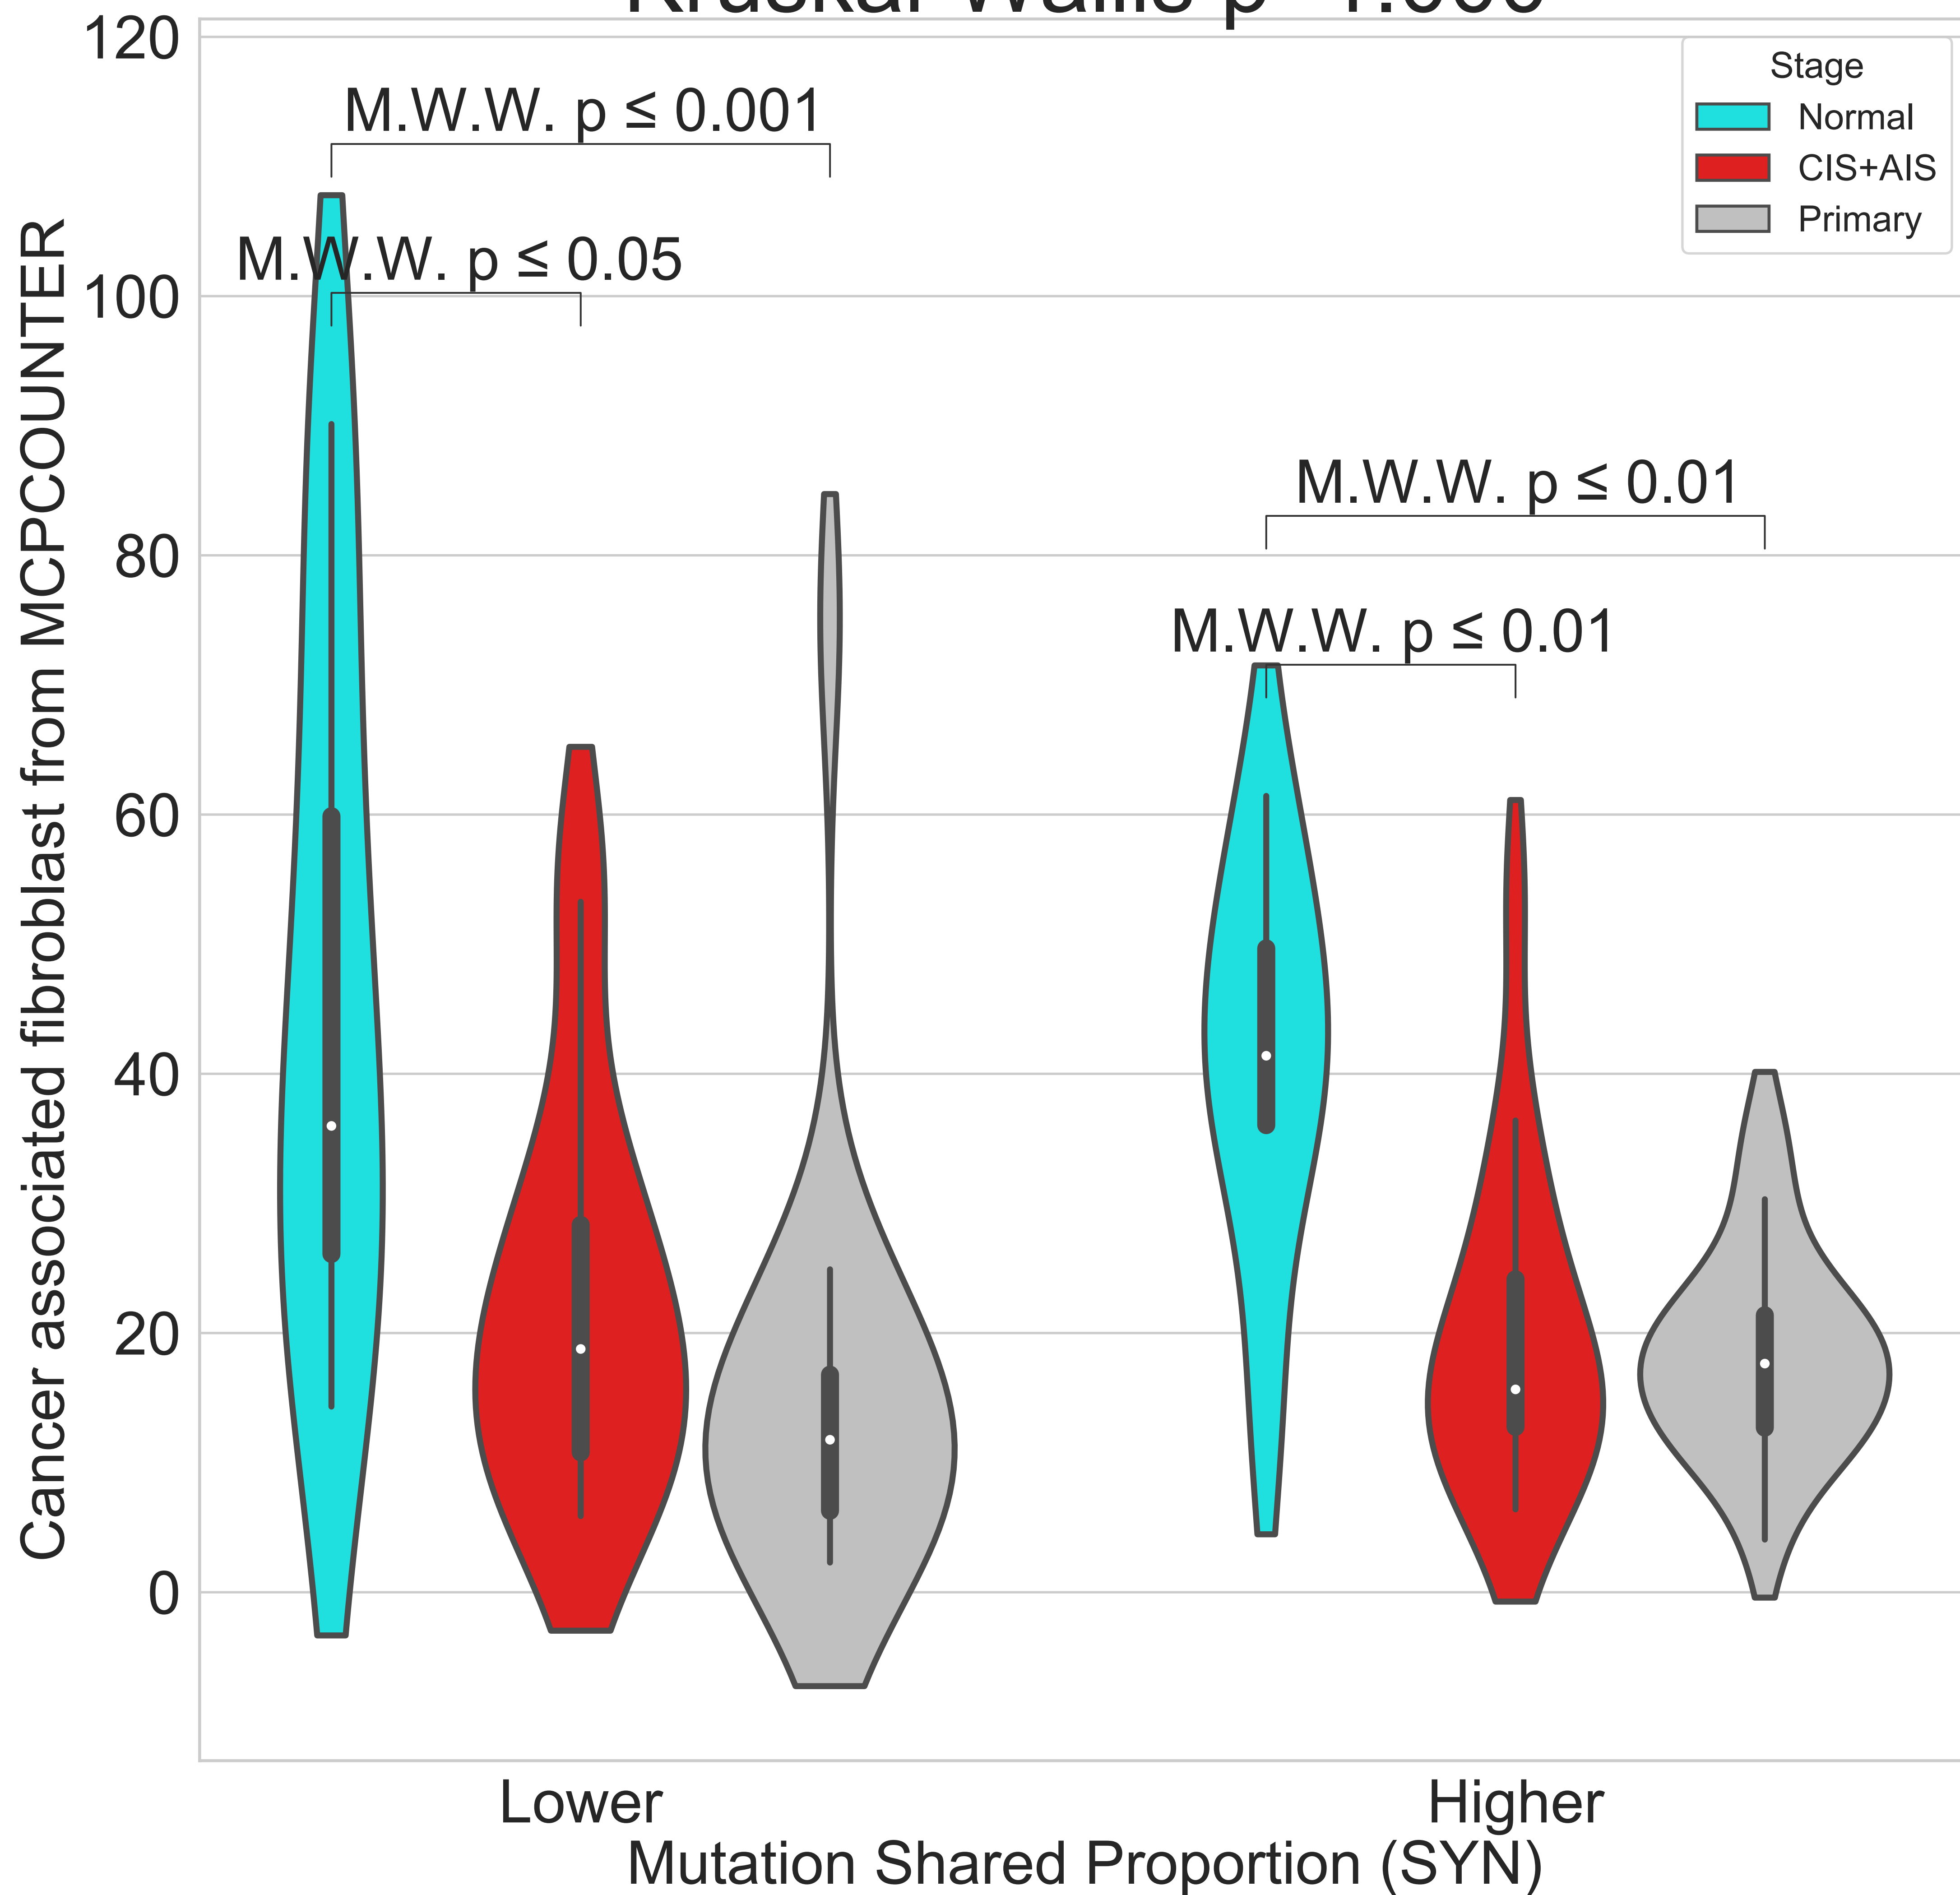 120
M.W.W. p ≤ 0.001
M.W.W. p ≤ 0.05
100
M.W.W. p ≤ 0.01
80
M.W.W. p ≤ 0.01
60
40
20
0
Cancer associated fibroblast from MCPCOUNTER
Stage
Normal
CIS+AIS
Primary
Lower
Higher
Mutation Shared Proportion (SYN)